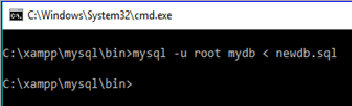 C:\Windows\System32\cmd.exe
C:\xampp\mysql\bin>mysql -u root mydb < newdb.sql
C:\xampp\mysql\bin>